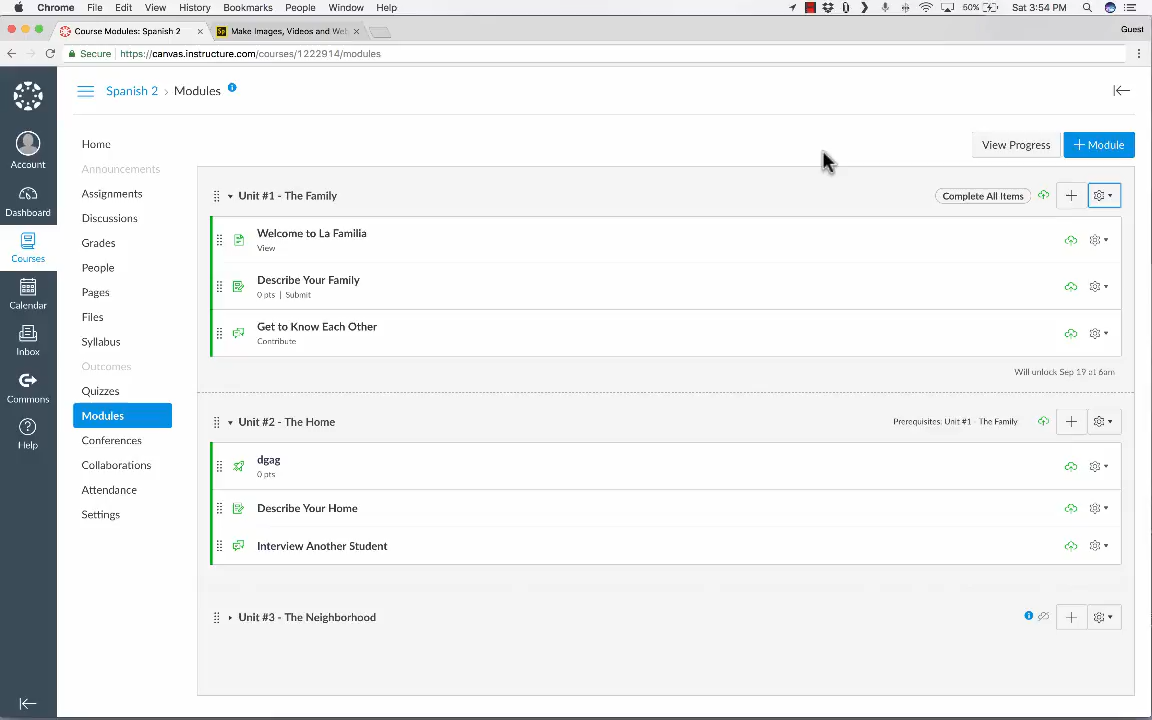 Chrome File Edit View History Bookmarks People Window Help 50% Sat 3:54 PM
Course Modules: Spanish 2 Make Images, Videos and Web Guest
Secure https://canvas.instructure.com/courses/1222914/modules
Spanish 2 › Modules
Account
Dashboard
Courses
Calendar
Inbox
Commons
Help
Home
Announcements
Assignments
Discussions
Grades
People
Pages
Files
Syllabus
Outcomes
Quizzes
Modules
Conferences
Collaborations
Attendance
Settings
View Progress + Module
Unit #1 - The Family Complete All Items
Welcome to La Familia
View
Describe Your Family
0 pts | Submit
Get to Know Each Other
Contribute
Will unlock Sep 19 at 6am
Unit #2 - The Home Prerequisites: Unit #1 - The Family
dgag
0 pts
Describe Your Home
Interview Another Student
Unit #3 - The Neighborhood